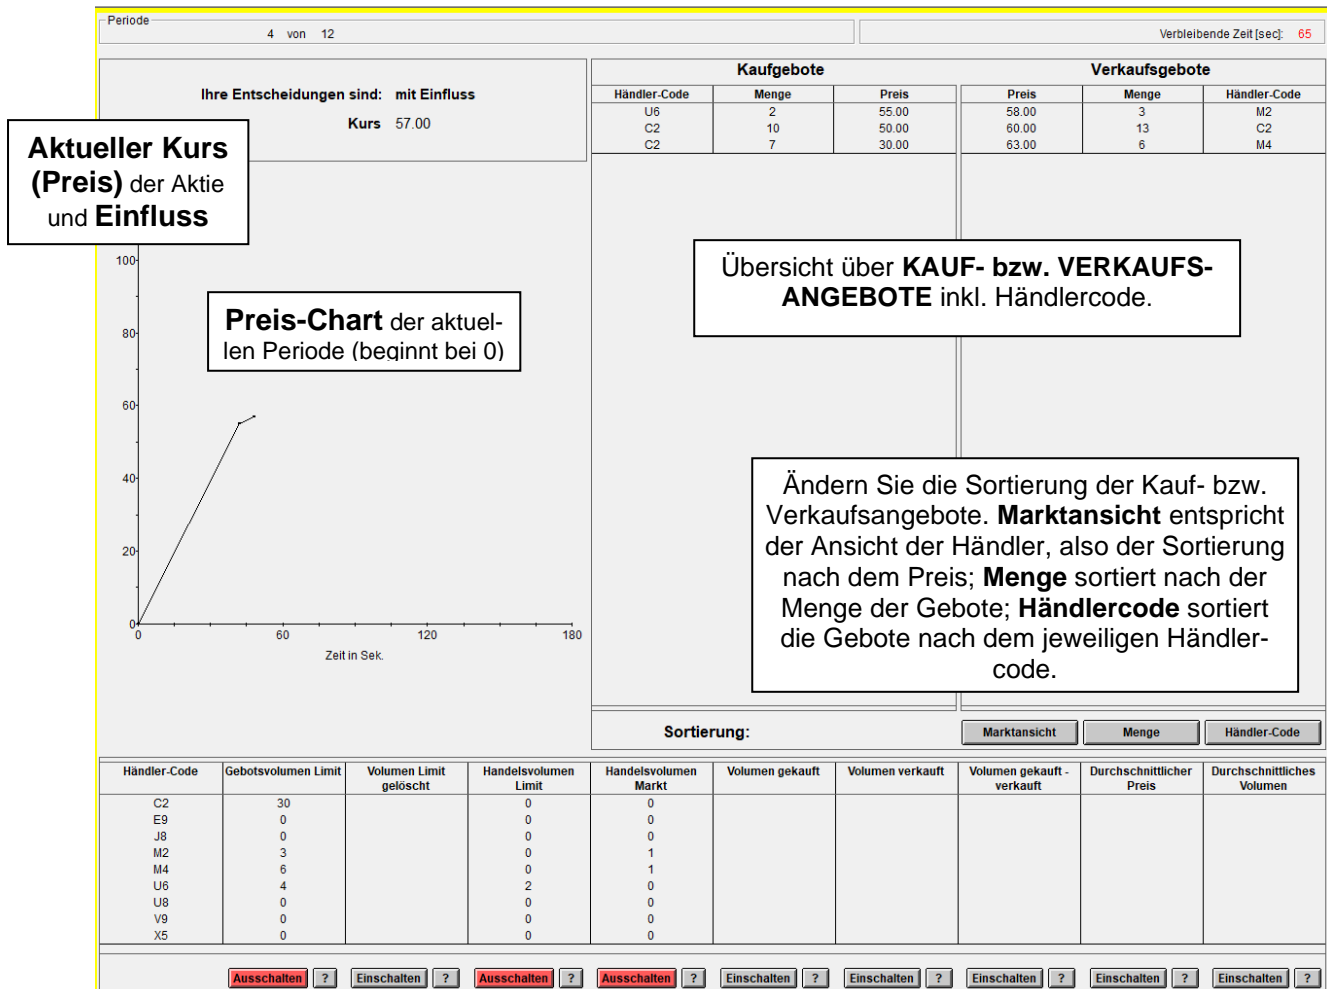 Periode
4 von 12
Verbleibende Zeit [sec]: 65
Ihre Entscheidungen sind: mit Einfluss
Kurs 57.00
Aktueller Kurs
(Preis) der Aktie
und Einfluss
Kaufgebote Verkaufsgebote
Händler-Code Menge Preis Preis Menge Händler-Code
U6 2 55.00 58.00 3 M2
C2 10 50.00 60.00 13 C2
C2 7 30.00 63.00 6 M4
Übersicht über KAUF- bzw. VERKAUFS-
ANGEBOTE inkl. Händlercode.
100
80
60
40
20
0
0 60 120 180
Zeit in Sek.
Preis-Chart der aktuel-
len Periode (beginnt bei 0)
Ändern Sie die Sortierung der Kauf- bzw.
Verkaufsangebote. Marktansicht entspricht
der Ansicht der Händler, also der Sortierung
nach dem Preis; Menge sortiert nach der
Menge der Gebote; Händlercode sortiert
die Gebote nach dem jeweiligen Händler-
code.
Sortierung: Marktansicht Menge Händler-Code
Händler-Code Gebotsvolumen Limit Volumen Limit gelöscht Handelsvolumen Limit Handelsvolumen Markt Volumen gekauft Volumen verkauft Volumen gekauft - verkauft Durchschnittlicher Preis Durchschnittliches Volumen
C2 30 0 0
E9 0 0 0
J8 0 0 0
M2 3 0 1
M4 6 0 1
U6 4 2 0
U8 0 0 0
V9 0 0 0
X5 0 0 0
Ausschalten ? Einschalten ? Ausschalten ? Ausschalten ? Einschalten ? Einschalten ? Einschalten ? Einschalten ? Einschalten ?